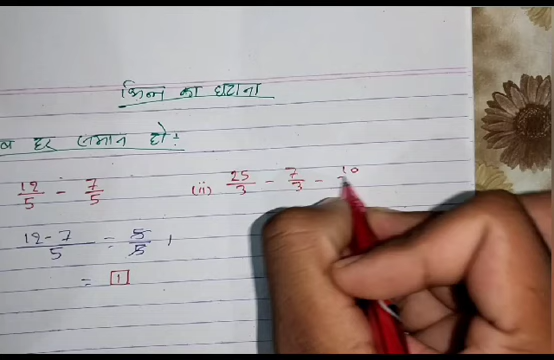 भिन्न का घटाना
ब हर समान हो:
12/5 - 7/5 (ii) 25/3 - 7/3 - 10
12-7/5 = 5/5 1
= 1